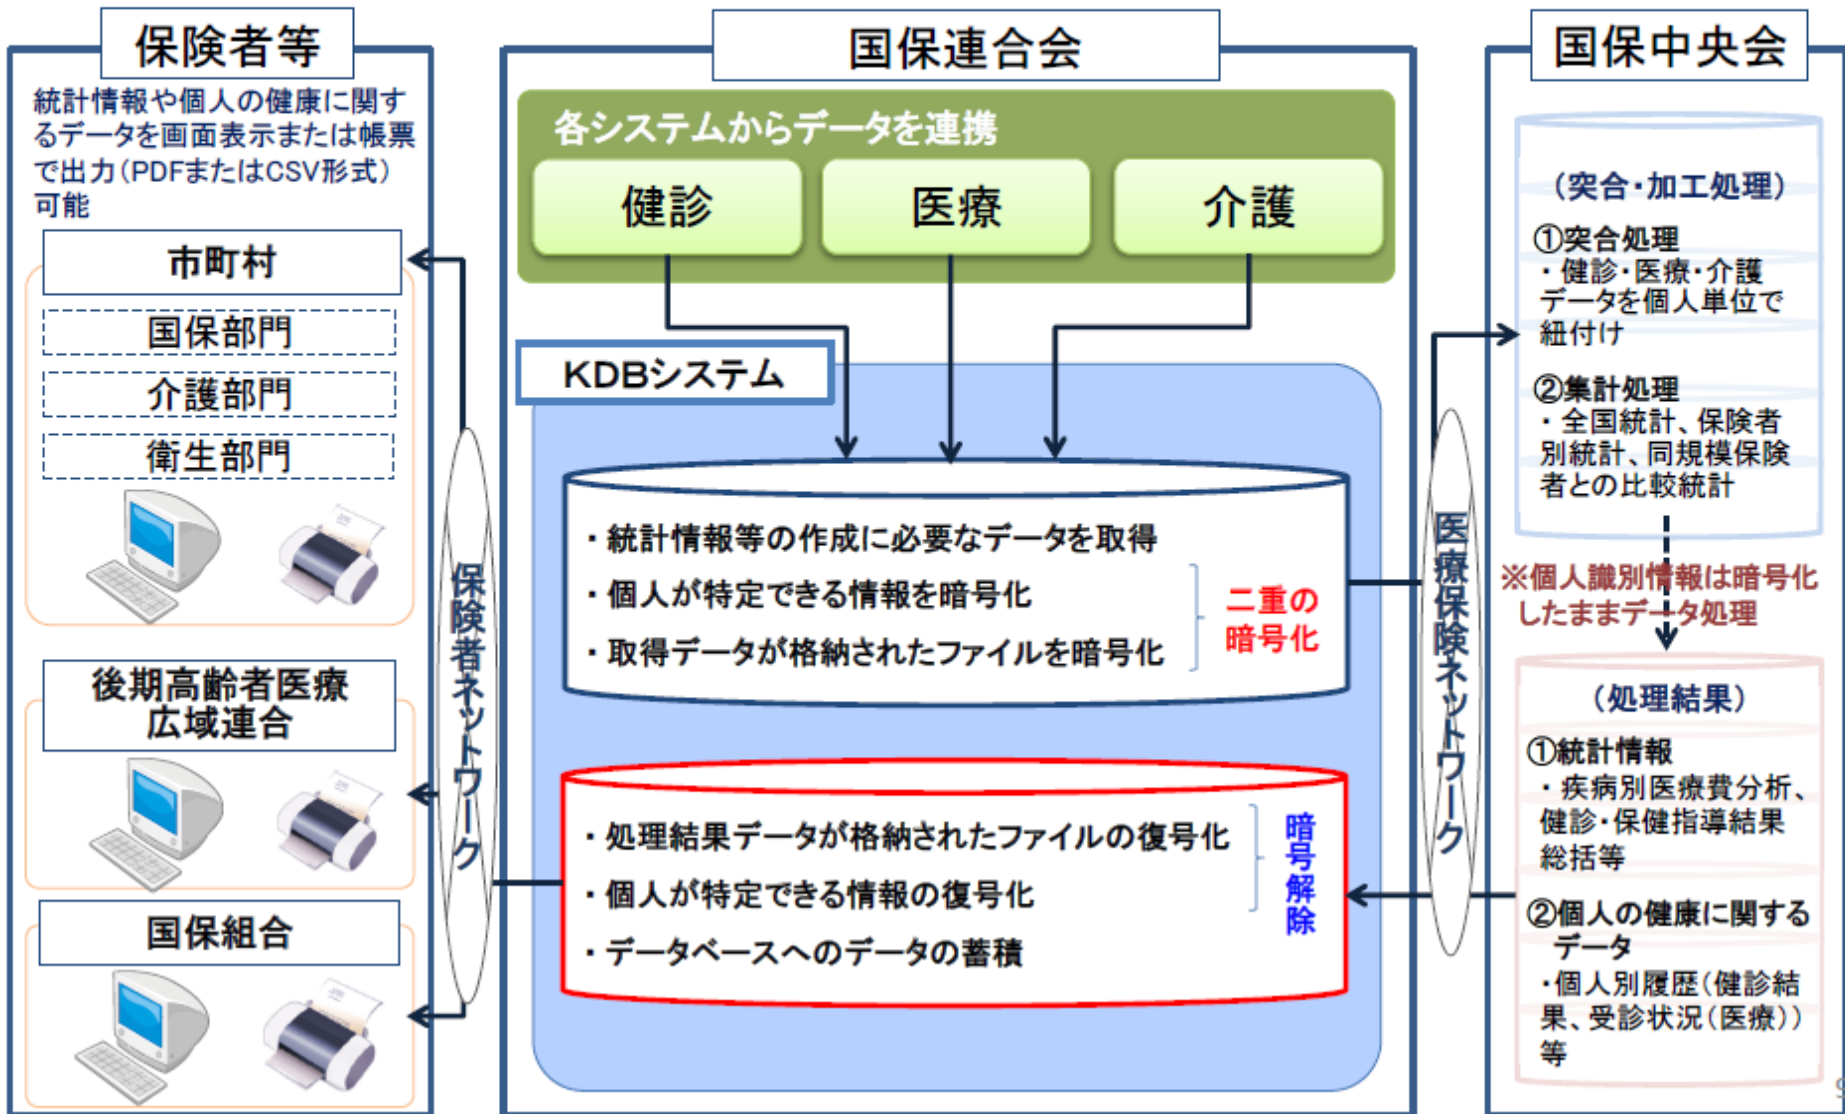 保険者等
統計情報や個人の健康に関す
るデータを画面表示または帳票
で出力(PDFまたはCSV形式)
可能
市町村
国保部門
介護部門
衛生部門
後期高齢者医療
広域連合
国保組合
保険者ネットワーク
国保連合会
各システムからデータを連携
健診
医療
介護
KDBシステム
・統計情報等の作成に必要なデータを取得
・個人が特定できる情報を暗号化
・取得データが格納されたファイルを暗号化
二重の
暗号化
・処理結果データが格納されたファイルの復号化
・個人が特定できる情報の復号化
・データベースへのデータの蓄積
暗号解除
医療保険ネットワーク
国保中央会
(突合・加工処理)
①突合処理
・健診・医療・介護
データを個人単位で
紐付け
②集計処理
・全国統計、保険者
別統計、同規模保険
者との比較統計
※個人識別情報は暗号化
したままデータ処理
(処理結果)
①統計情報
・疾病別医療費分析、
健診・保健指導結果
総括等
②個人の健康に関する
データ
・個人別履歴(健診結
果、受診状況(医療))
等